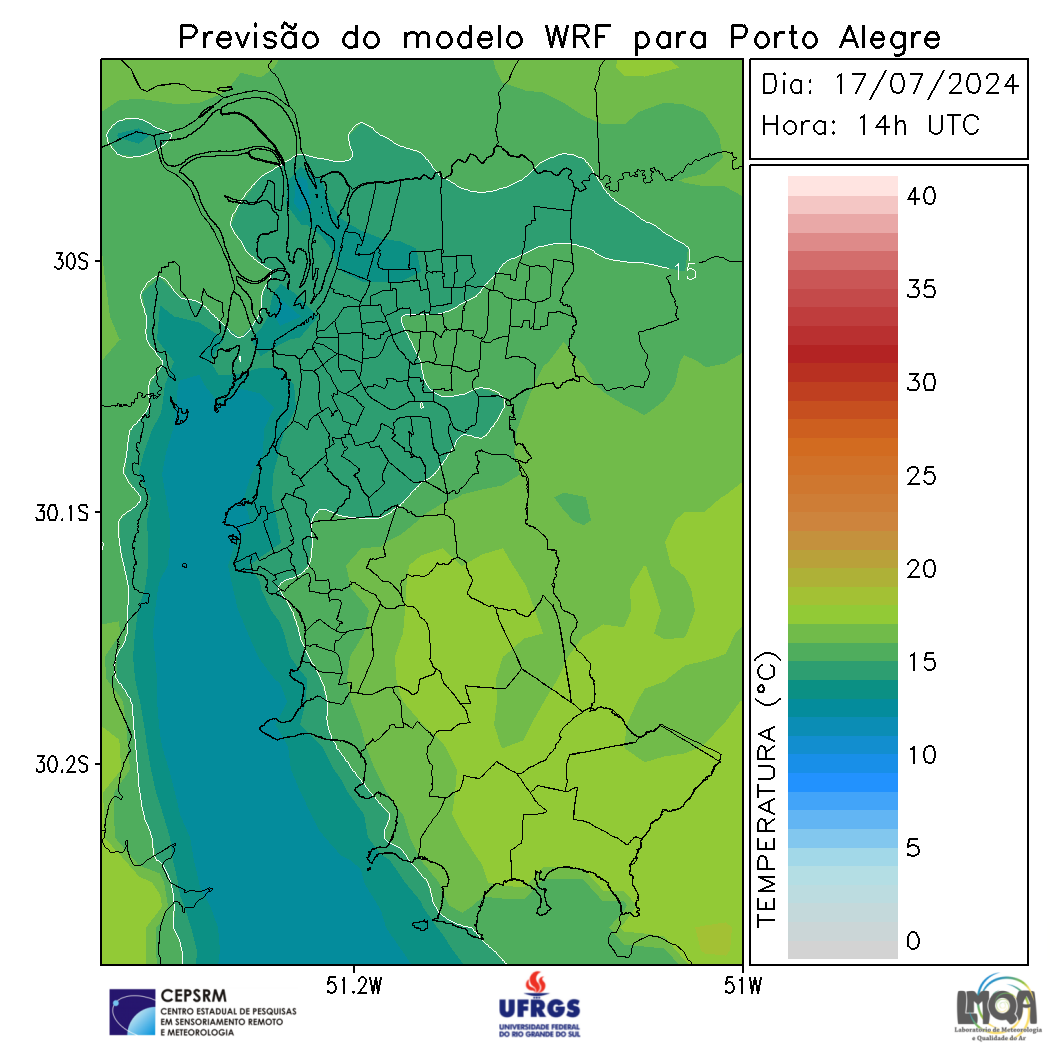 Previsão do modelo WRF para Porto Alegre
Dia: 17/07/2024
Hora: 14h UTC
40
35
30
25
20
15
10
5
0
TEMPERATURA (°C)
15
30S
30.1S
30.2S
51.2W
51W
CEPSRM
CENTRO ESTADUAL DE PESQUISAS
EM SENSORIAMENTO REMOTO
E METEOROLOGIA
UFRGS
UNIVERSIDADE FEDERAL
DO RIO GRANDE DO SUL
LMQA
Laboratório de Meteorologia
e Qualidade do Ar